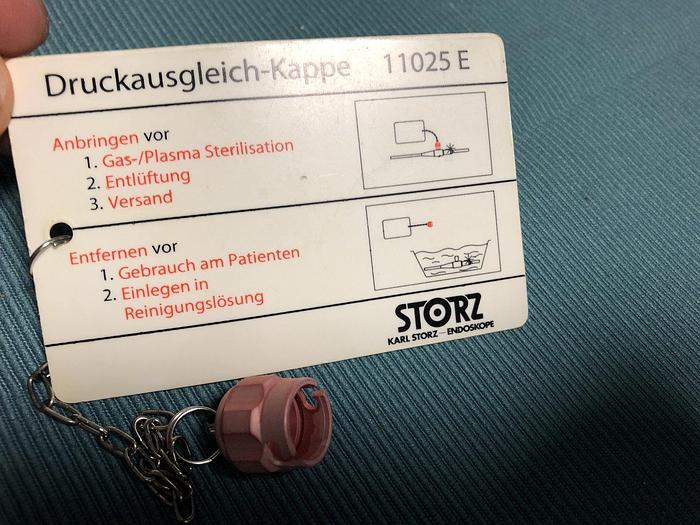 Druckausgleich-Kappe 11025 E
Anbringen vor
1. Gas-/Plasma Sterilisation
2. Entlüftung
3. Versand
Entfernen vor
1. Gebrauch am Patienten
2. Einlegen in
Reinigungslösung
STORZ
KARL STORZ—ENDOSKOPE